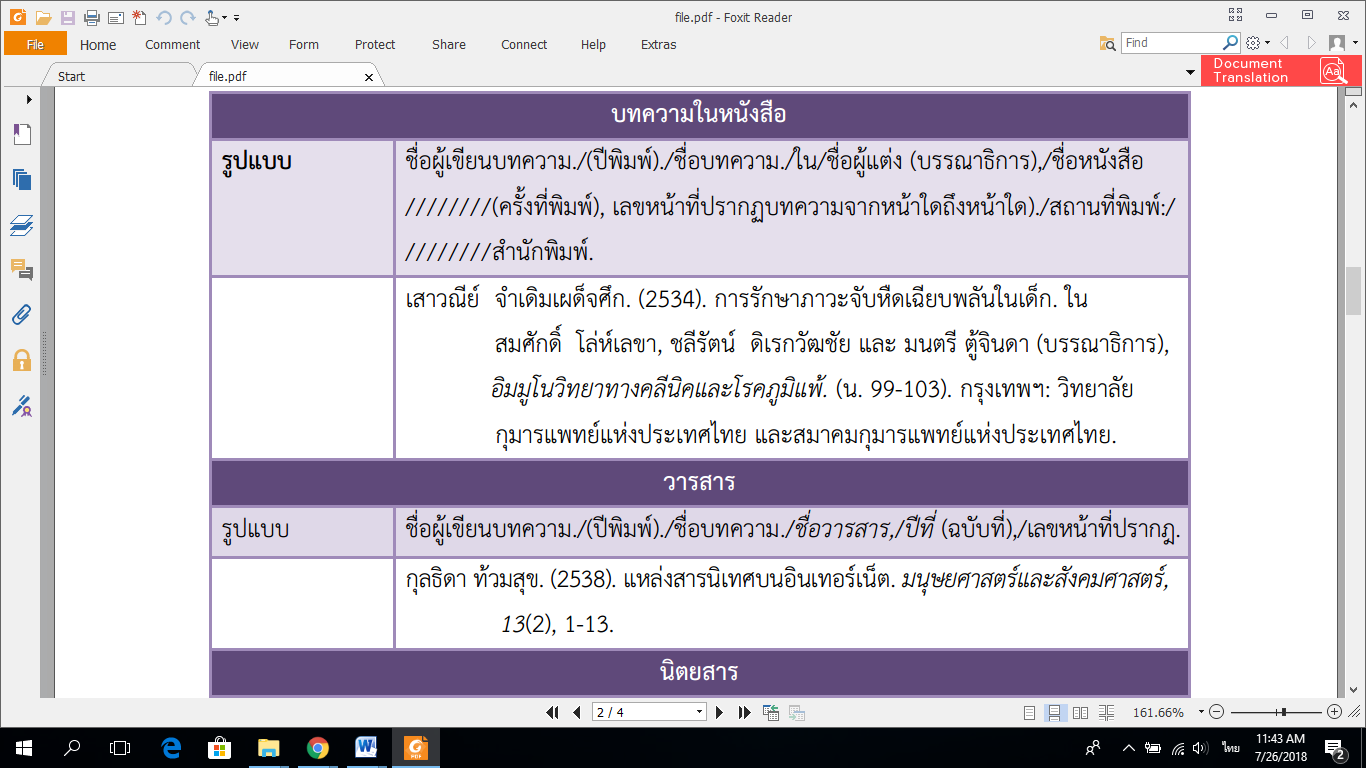 file.pdf - Foxit Reader
File Home Comment View Form Protect Share Connect Help Extras Find
Start file.pdf Document
Translation
บทความในหนังสือ
รูปแบบ ชื่อผู้เขียนบทความ./(ปีพิมพ์)./ชื่อบทความ./ใน/ชื่อผู้แต่ง (บรรณาธิการ),/ชื่อหนังสือ
////////(ครั้งที่พิมพ์), เลขหน้าที่ปรากฏบทความจากหน้าใดถึงหน้าใด)./สถานที่พิมพ์:/
////////สำนักพิมพ์.
เสาวณีย์ จำเดิมเผด็จศึก. (2534). การรักษาภาวะจับหืดเฉียบพลันในเด็ก. ใน
สมศักดิ์ โล่ห์เลขา, ชลีรัตน์ ดิเรกวัฒชัย และ มนตรี ตู้จินดา (บรรณาธิการ),
อิมมูโนวิทยาทางคลีนิคและโรคภูมิแพ้. (น. 99-103). กรุงเทพฯ: วิทยาลัย
กุมารแพทย์แห่งประเทศไทย และสมาคมกุมารแพทย์แห่งประเทศไทย.
วารสาร
รูปแบบ ชื่อผู้เขียนบทความ./(ปีพิมพ์)./ชื่อบทความ./ชื่อวารสาร,/ปีที่ (ฉบับที่),/เลขหน้าที่ปรากฎ.
กุลธิดา ท้วมสุข. (2538). แหล่งสารนิเทศบนอินเทอร์เน็ต. มนุษยศาสตร์และสังคมศาสตร์,
13(2), 1-13.
นิตยสาร
2 / 4 161.66%
ไทย 11:43 AM
7/26/2018 2